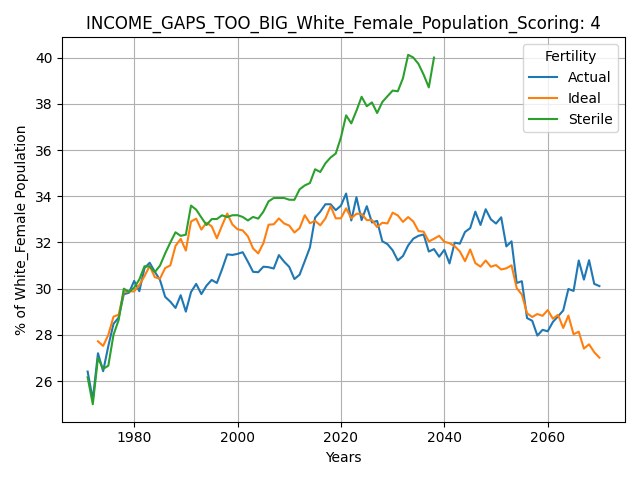 INCOME_GAPS_TOO_BIG_White_Female_Population_Scoring: 4
Fertility
Actual
Ideal
Sterile
% of White_Female Population
40
38
36
34
32
30
28
26
1980
2000
2020
2040
2060
Years